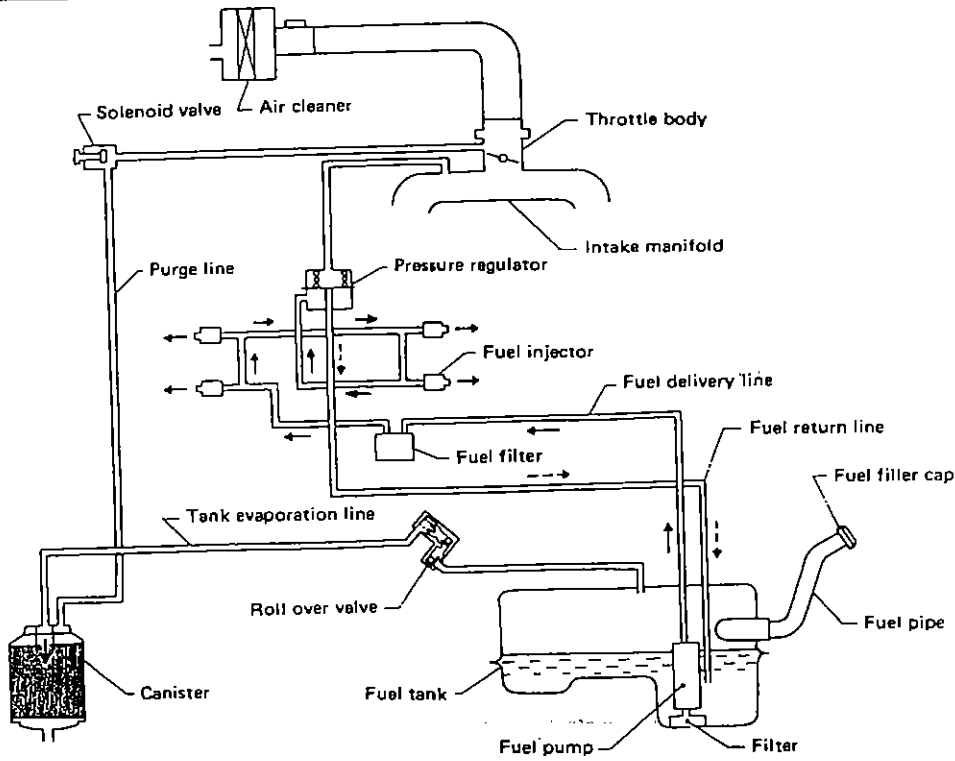 Solenoid valve
Air cleaner
Throttle body
Intake manifold
Purge line
Pressure regulator
Fuel injector
Fuel delivery line
Fuel filter
Fuel return line
Fuel filler cap
Tank evaporation line
Roll over valve
Fuel pipe
Canister
Fuel tank
Fuel pump
Filter